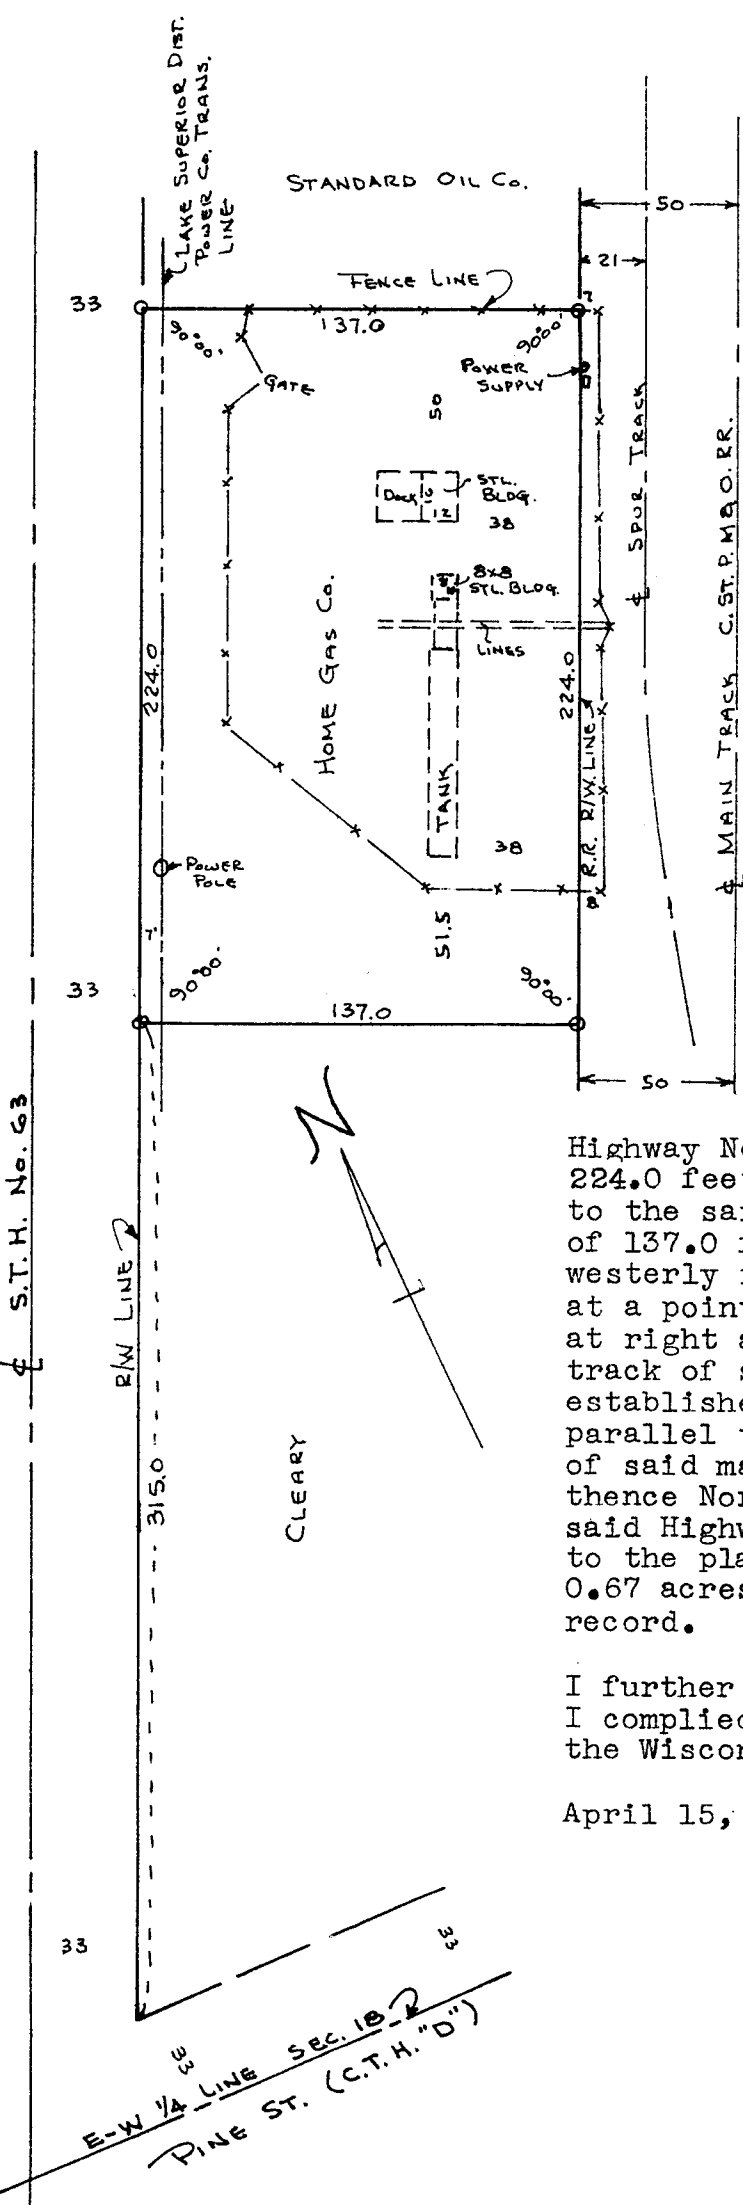 LAKE SUPERIOR DIST.
POWER CO. TRANS.
LINE
STANDARD OIL CO.
50
21
FENCE LINE
33
137.0
7
90°00'
90°00'
POWER
SUPPLY
GATE
50
SPUR TRACK
MAIN TRACK C. ST. P. M & O. RR.
DOCK
16
12
STL.
BLDG.
38
8x8
STL. BLDG.
LINES
HOME GAS CO.
224.0
224.0
R.R. R/W. LINE
TANK
38
8
POWER
POLE
7'
51.5
33
90°00'
90°00'
137.0
50
N
S.T.H. No. 63
R/W LINE
315.0
CLEARY
Highway No
224.0 feet
to the sa
of 137.0
westerly
at a poin
at right a
track of s
establishe
parallel
of said ma
thence Nor
said Highw
to the pla
0.67 acres
record.
I further
I complied
the Wiscon
April 15,
33
33
33
E-W 1/4 LINE SEC. 18
PINE ST. (C.T.H. "D")